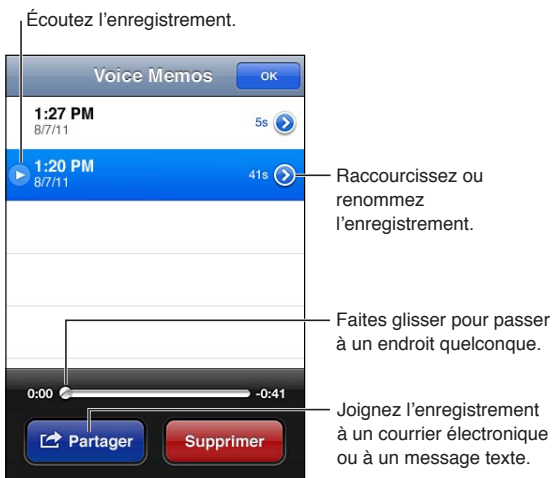 Écoutez l'enregistrement.
Voice Memos
OK
1:27 PM
8/7/11
5s
1:20 PM
8/7/11
41s
Raccourcissez ou
renommez
l'enregistrement.
Faites glisser pour passer
à un endroit quelconque.
0:00
-0:41
Partager
Supprimer
Joignez l'enregistrement
à un courrier électronique
ou à un message texte.